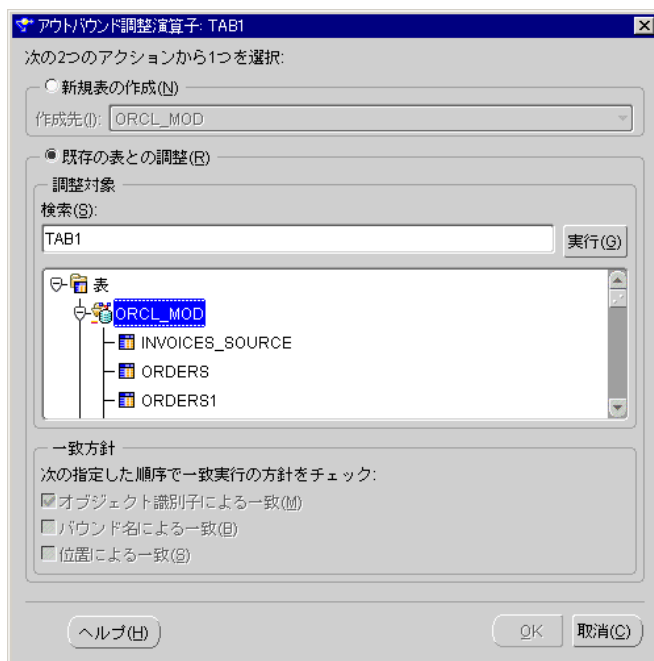 アウトバウンド調整演算子: TAB1
次の2つのアクションから1つを選択:
新規表の作成(N)
作成先(I): ORCL_MOD
既存の表との調整(R)
調整対象
検索(S):
TAB1 実行(G)
表
ORCL_MOD
INVOICES_SOURCE
ORDERS
ORDERS1
一致方針
次の指定した順序で一致実行の方針をチェック:
オブジェクト識別子による一致(M)
バウンド名による一致(B)
位置による一致(S)
ヘルプ(H) OK 取消(C)